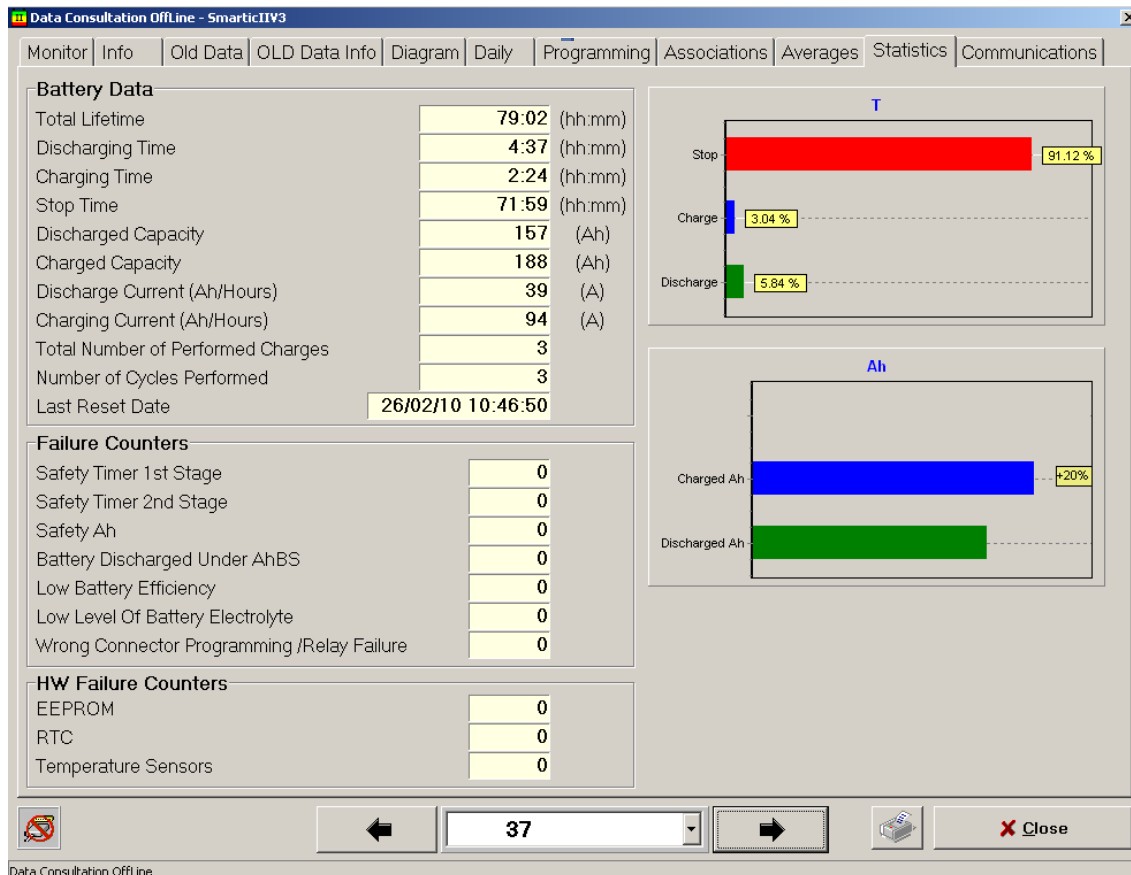 Data Consultation OffLine - SmarticIIV3
Monitor Info Old Data OLD Data Info Diagram Daily Programming Associations Averages Statistics Communications
Battery Data
Total Lifetime 79:02 (hh:mm)
Discharging Time 4:37 (hh:mm)
Charging Time 2:24 (hh:mm)
Stop Time 71:59 (hh:mm)
Discharged Capacity 157 (Ah)
Charged Capacity 188 (Ah)
Discharge Current (Ah/Hours) 39 (A)
Charging Current (Ah/Hours) 94 (A)
Total Number of Performed Charges 3
Number of Cycles Performed 3
Last Reset Date 26/02/10 10:46:50
Failure Counters
Safety Timer 1st Stage 0
Safety Timer 2nd Stage 0
Safety Ah 0
Battery Discharged Under AhBS 0
Low Battery Efficiency 0
Low Level Of Battery Electrolyte 0
Wrong Connector Programming /Relay Failure 0
HW Failure Counters
EEPROM 0
RTC 0
Temperature Sensors 0
T
Stop 91.12 %
Charge 3.04 %
Discharge 5.84 %
Ah
Charged Ah +20%
Discharged Ah
37
Close
Data Consultation OffLine